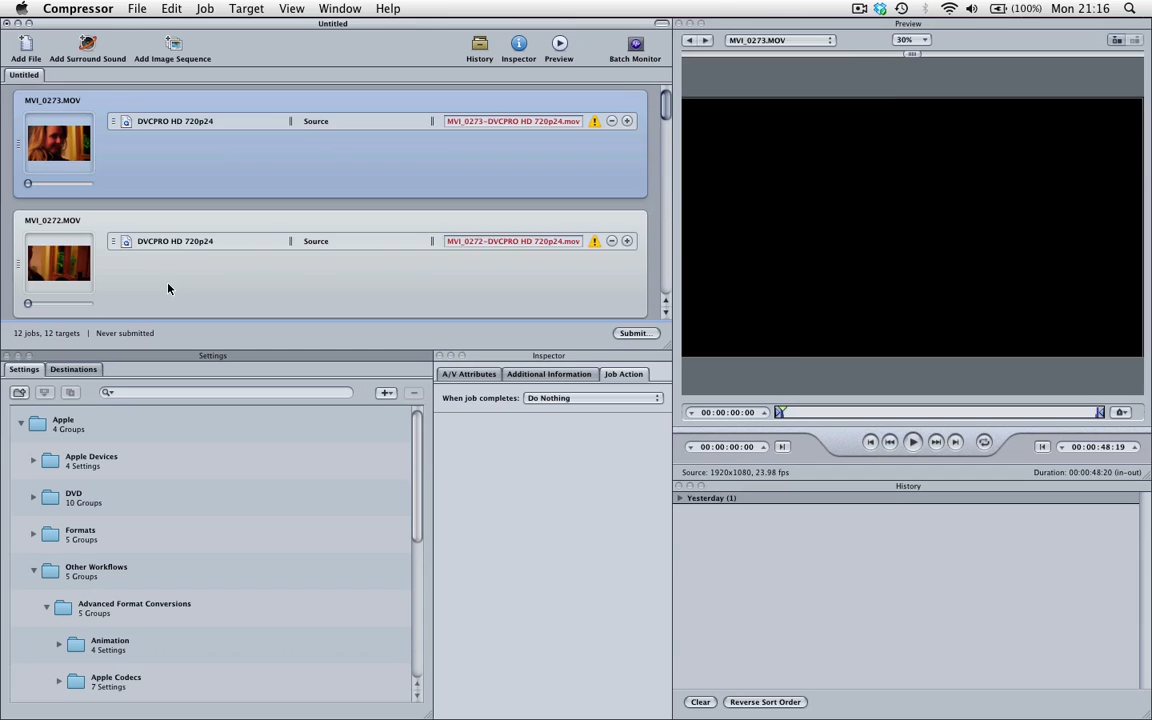 Compressor File Edit Job Target View Window Help (100%) Mon 21:16
Untitled
Add File Add Surround Sound Add Image Sequence History Inspector Preview Batch Monitor
Untitled
MVI_0273.MOV
DVCPRO HD 720p24 Source MVI_0273-DVCPRO HD 720p24.mov
MVI_0272.MOV
DVCPRO HD 720p24 Source MVI_0272-DVCPRO HD 720p24.mov
12 jobs, 12 targets | Never submitted Submit...
Settings
Settings Destinations
Apple
4 Groups
Apple Devices
4 Settings
DVD
10 Groups
Formats
5 Groups
Other Workflows
5 Groups
Advanced Format Conversions
5 Groups
Animation
4 Settings
Apple Codecs
7 Settings
Inspector
A/V Attributes Additional Information Job Action
When job completes: Do Nothing
Preview
MVI_0273.MOV 30%
00:00:00:00
00:00:00:00 00:00:48:19
Source: 1920x1080, 23.98 fps Duration: 00:00:48:20 (in-out)
History
Yesterday (1)
Clear Reverse Sort Order